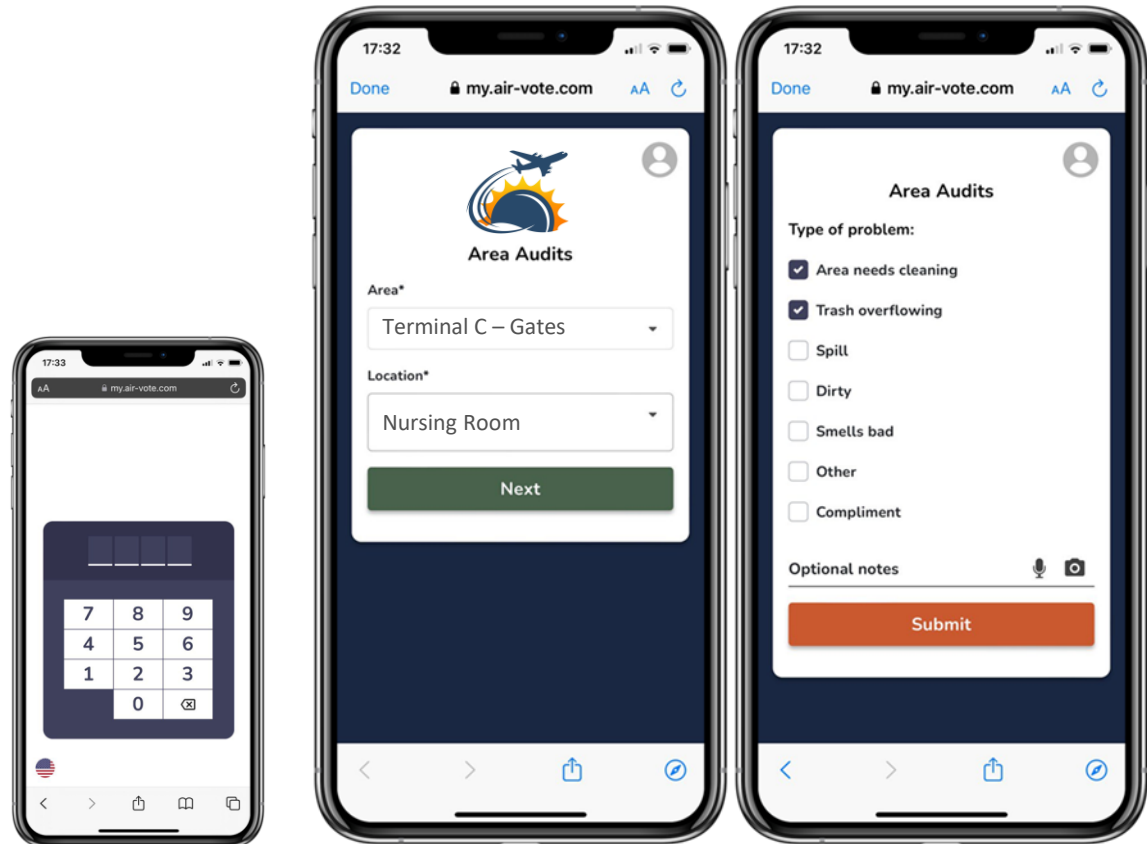 17:33
AA my.air-vote.com
7 8 9
4 5 6
1 2 3
0
17:32
Done my.air-vote.com AA
Area Audits
Area*
Terminal C – Gates
Location*
Nursing Room
Next
17:32
Done my.air-vote.com AA
Area Audits
Type of problem:
Area needs cleaning
Trash overflowing
Spill
Dirty
Smells bad
Other
Compliment
Optional notes
Submit